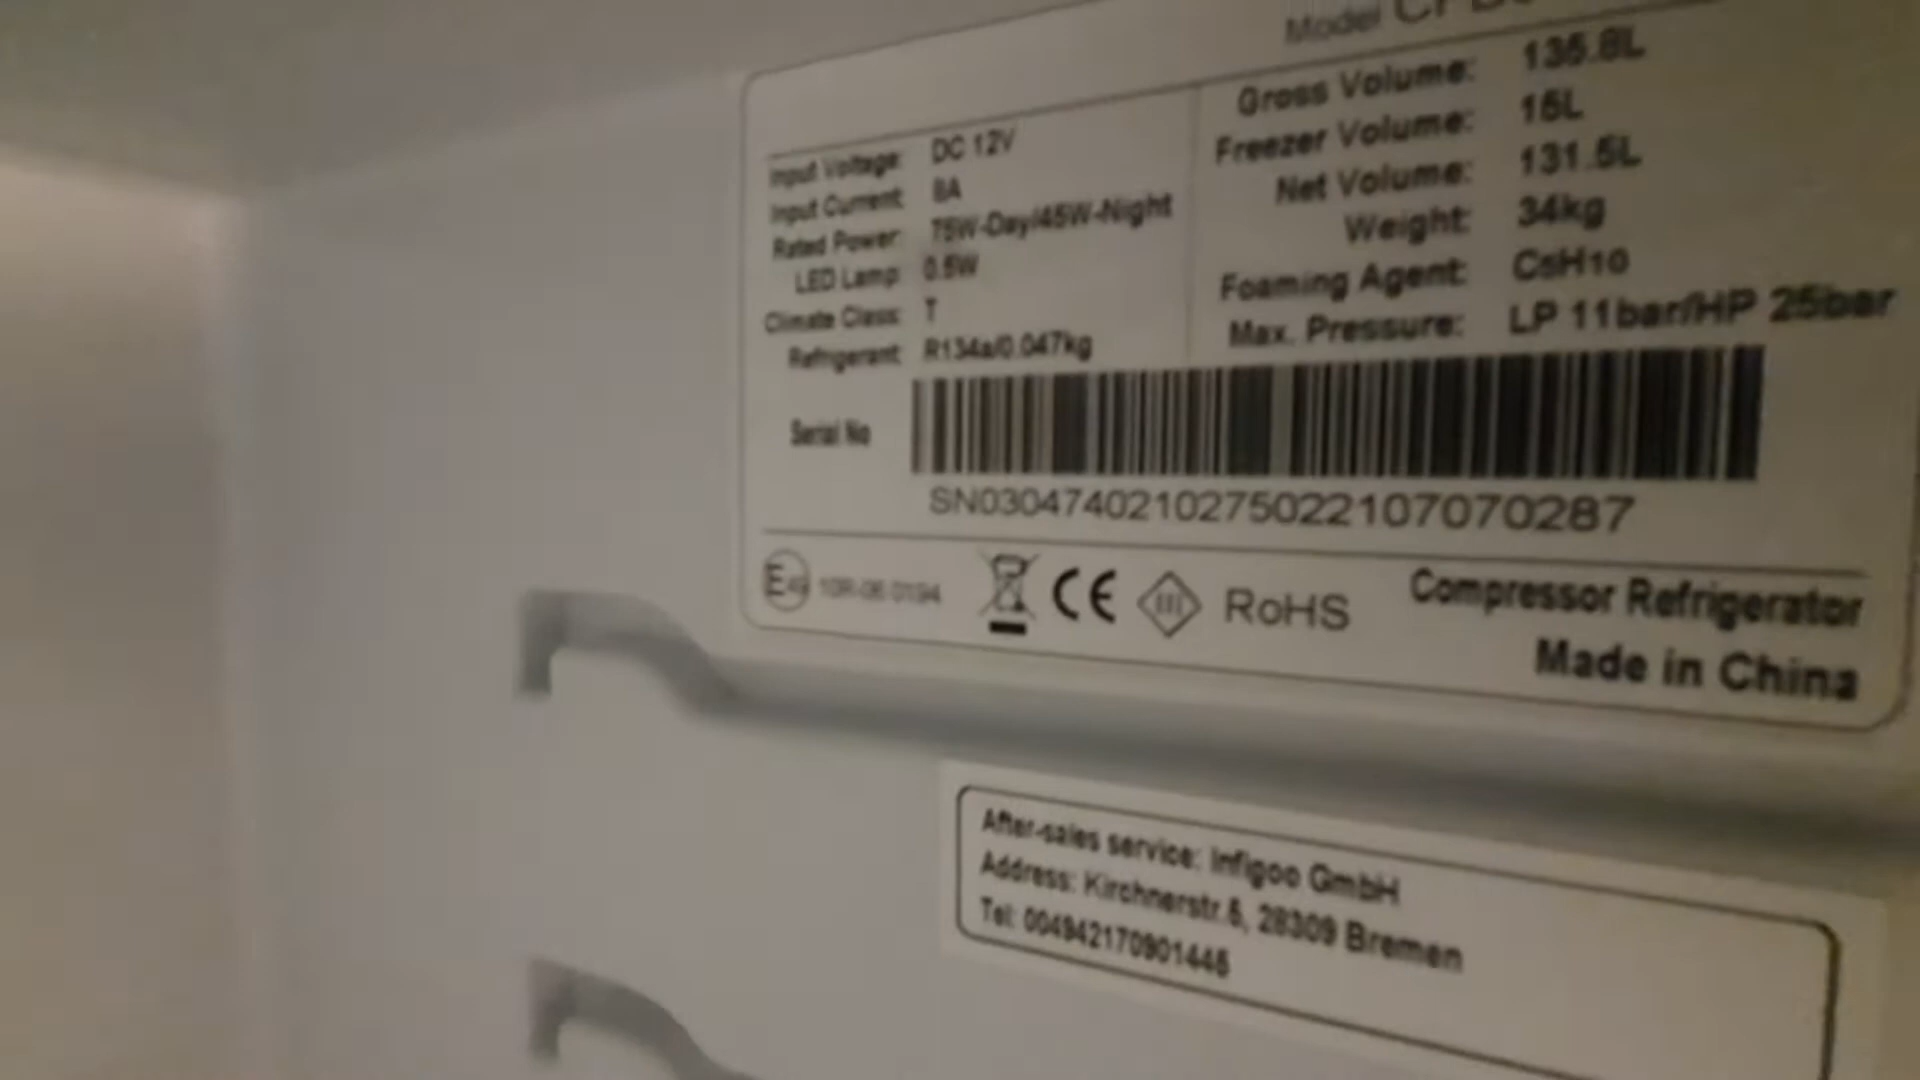 Model
Gross Volume: 135.8L
Freezer Volume: 15L
Net Volume: 131.5L
Weight: 34kg
Foaming Agent: C5H10
Max. Pressure: LP 11bar/HP 25bar
Input Voltage: DC 12V
Input Current: 8A
Rated Power: 75W-Day/45W-Night
LED Lamp: 0.5W
Climate Class: T
Refrigerant: R134a/0.047kg
Serial No
SN0304740210275022107070287
E49 10R-06 0194
CE III RoHS
Compressor Refrigerator
Made in China
After-sales service: Infigoo GmbH
Address: Kirchnerstr.5, 28309 Bremen
Tel: 004942170901445